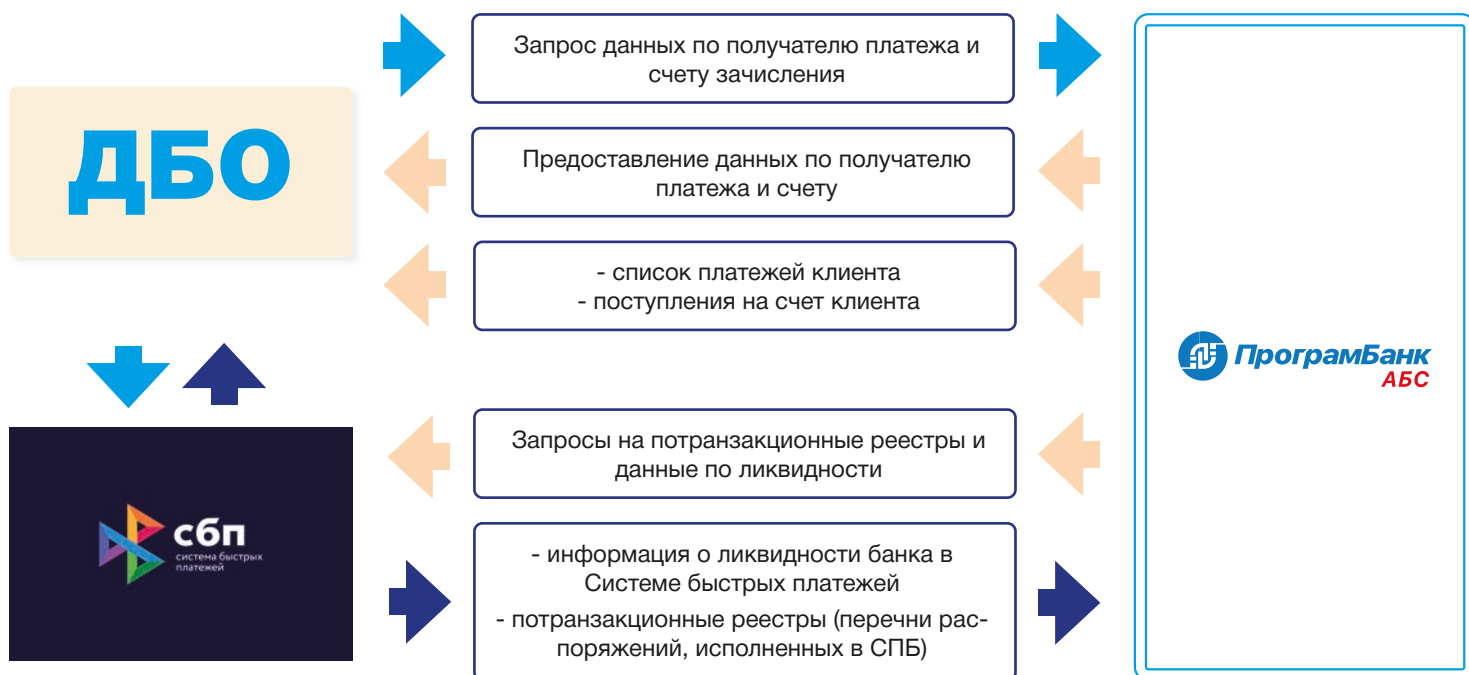 Запрос данных по получателю платежа и
счету зачисления
ДБО
Предоставление данных по получателю
платежа и счету
- список платежей клиента
- поступления на счет клиента
ПрограмБанк
АБС
Запросы на потранзакционные реестры и
данные по ликвидности
сбп
система быстрых
платежей
- информация о ликвидности банка в
Системе быстрых платежей
- потранзакционные реестры (перечни рас-
поряжений, исполненных в СПБ)